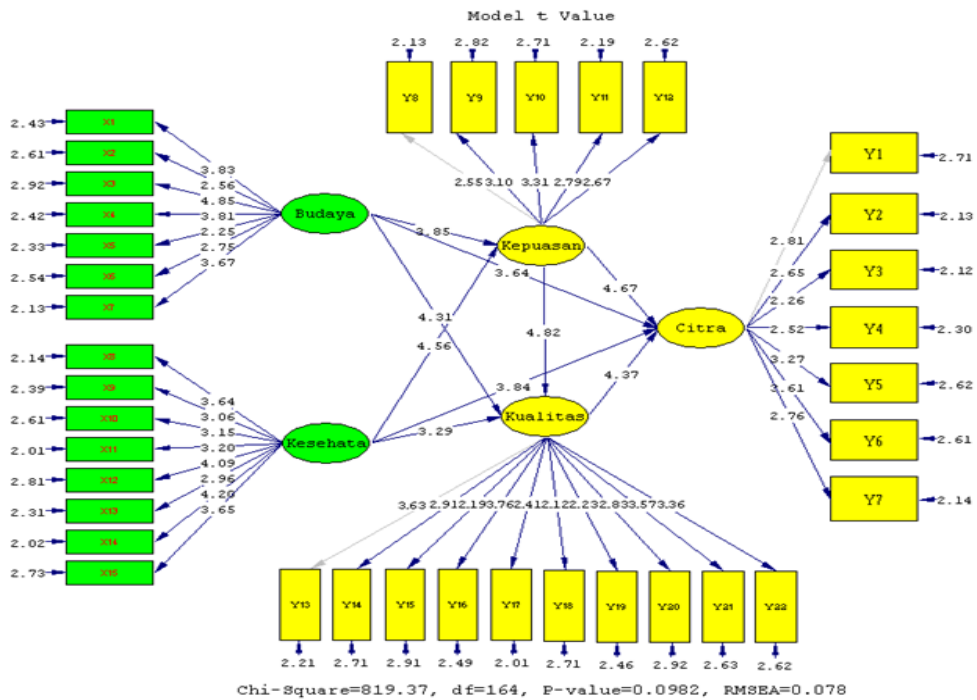 Model t Value
2.13 2.82 2.71 2.19 2.62
Y8 Y9 Y10 Y11 Y12
2.55 3.10 3.31 2.79 2.67
2.43 X1
2.61 X2
2.92 X3
2.42 X4
2.33 X5
2.54 X6
2.13 X7
3.83
2.56
4.85
3.81
2.25
2.75
3.67
Budaya
2.14 X8
2.39 X9
2.61 X10
2.01 X11
2.81 X12
2.31 X13
2.02 X14
2.73 X15
3.64
3.06
3.15
3.20
4.09
2.96
4.20
3.65
Kesehata
3.85
3.64
4.31
4.56
3.84
3.29
Kepuasan
4.67
4.82
4.37
Kualitas
Citra
2.81
2.65
2.26
2.52
3.27
3.61
2.76
Y1 2.71
Y2 2.13
Y3 2.12
Y4 2.30
Y5 2.62
Y6 2.61
Y7 2.14
3.63 2.91 2.19 3.76 2.41 2.12 2.23 2.83 3.57 3.36
Y13 Y14 Y15 Y16 Y17 Y18 Y19 Y20 Y21 Y22
2.21 2.71 2.91 2.49 2.01 2.71 2.46 2.92 2.63 2.62
Chi-Square=819.37, df=164, P-value=0.0982, RMSEA=0.078